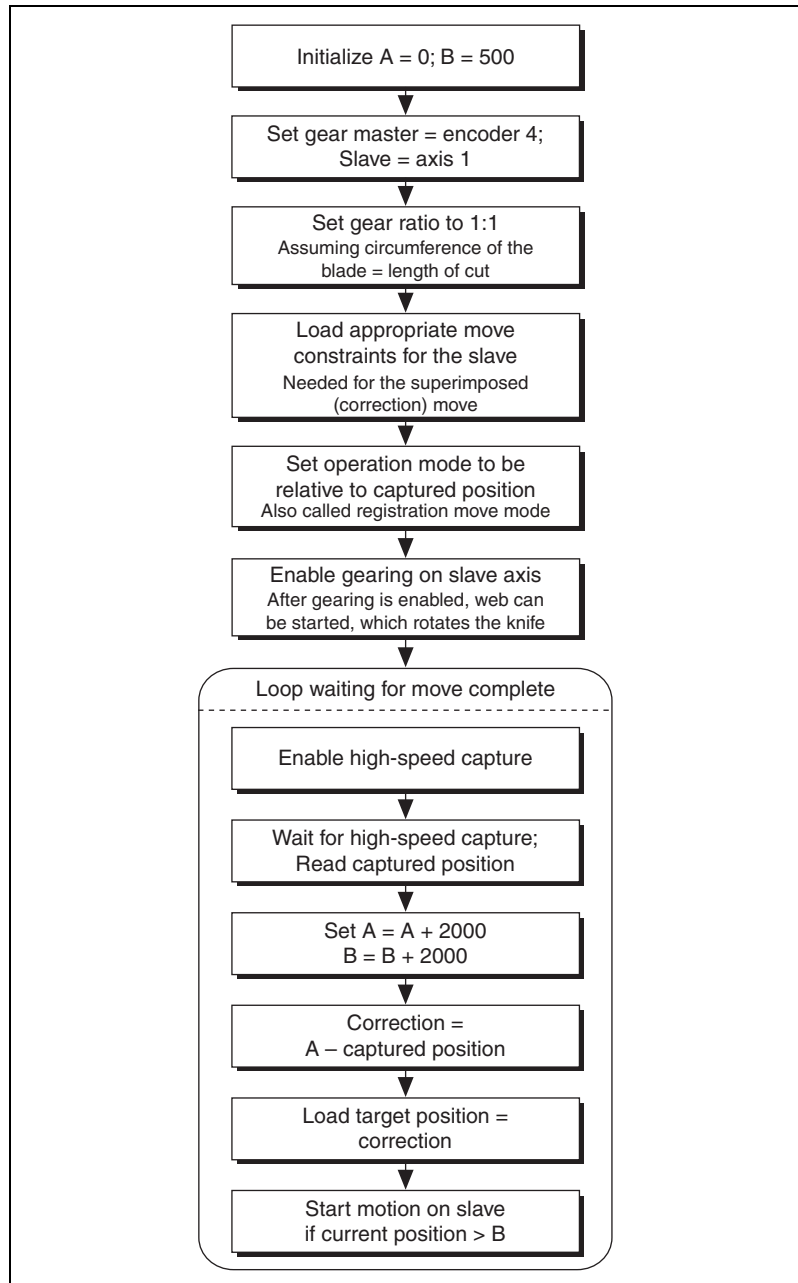 Initialize A = 0; B = 500
Set gear master = encoder 4;
Slave = axis 1
Set gear ratio to 1:1
Assuming circumference of the
blade = length of cut
Load appropriate move
constraints for the slave
Needed for the superimposed
(correction) move
Set operation mode to be
relative to captured position
Also called registration move mode
Enable gearing on slave axis
After gearing is enabled, web can
be started, which rotates the knife
Loop waiting for move complete
Enable high-speed capture
Wait for high-speed capture;
Read captured position
Set A = A + 2000
B = B + 2000
Correction =
A – captured position
Load target position =
correction
Start motion on slave
if current position > B